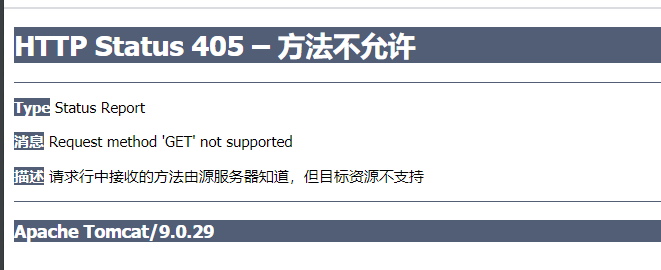 HTTP Status 405 – 方法不允许
Type Status Report
消息 Request method 'GET' not supported
描述 请求行中接收的方法由源服务器知道，但目标资源不支持
Apache Tomcat/9.0.29